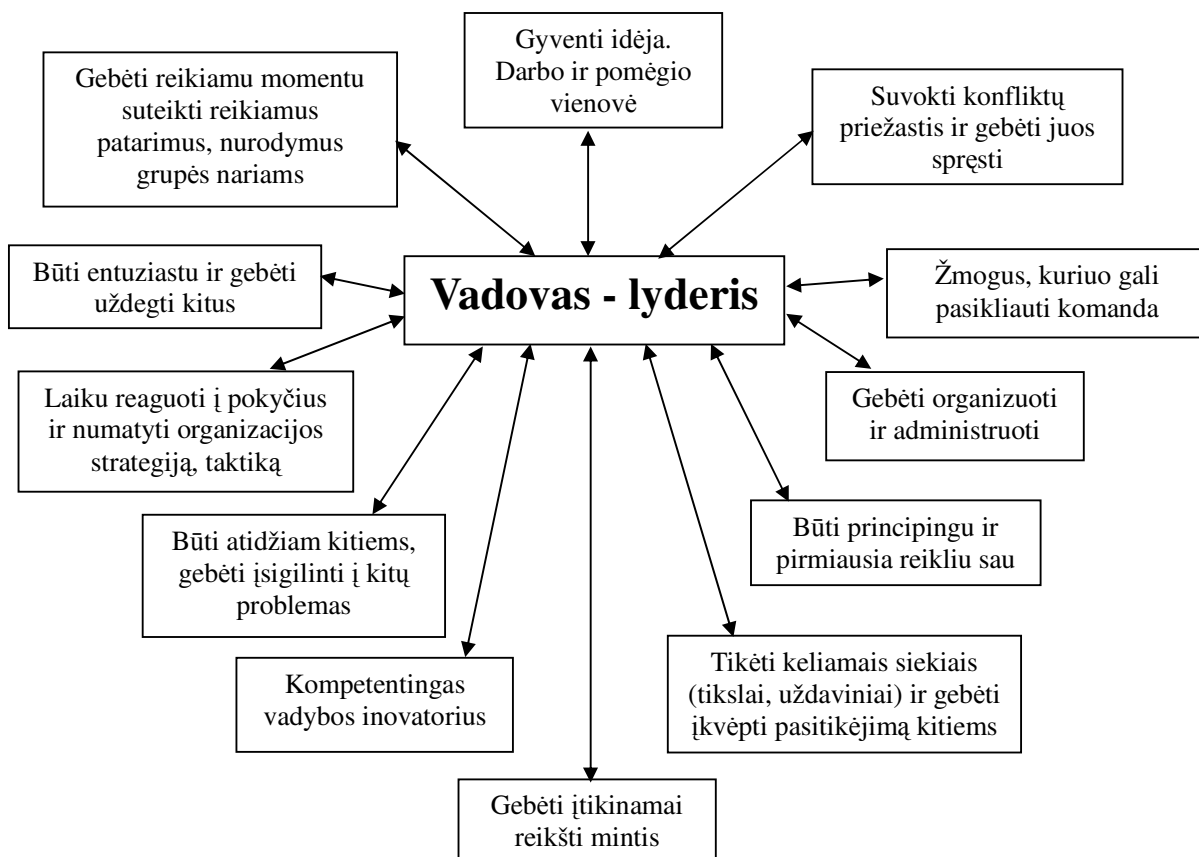 Gyventi idėja.
Darbo ir pomėgio
vienovė
Gebėti reikiamu momentu
suteikti reikiamus
patarimus, nurodymus
grupės nariams
Suvokti konfliktų
priežastis ir gebėti juos
spręsti
Būti entuziastu ir gebėti
uždegti kitus
Vadovas - lyderis
Žmogus, kuriuo gali
pasikliauti komanda
Laiku reaguoti į pokyčius
ir numatyti organizacijos
strategiją, taktiką
Gebėti organizuoti
ir administruoti
Būti atidžiam kitiems,
gebėti įsigilinti į kitų
problemas
Būti principingu ir
pirmiausia reikliu sau
Kompetentingas
vadybos inovatorius
Tikėti keliamais siekiais
(tikslai, uždaviniai) ir gebėti
įkvėpti pasitikėjimą kitiems
Gebėti įtikinamai
reikšti mintis